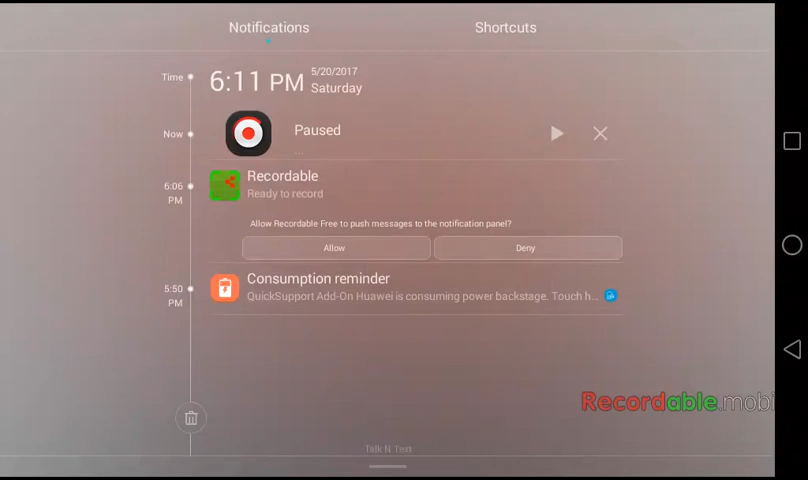 Notifications
Shortcuts
Time
6:11 PM
5/20/2017
Saturday
Now
Paused
...
6:06
PM
Recordable
Ready to record
Allow Recordable Free to push messages to the notification panel?
Allow
Deny
5:50
PM
Consumption reminder
QuickSupport Add-On Huawei is consuming power backstage. Touch h...
Recordable.mobi
Talk N Text